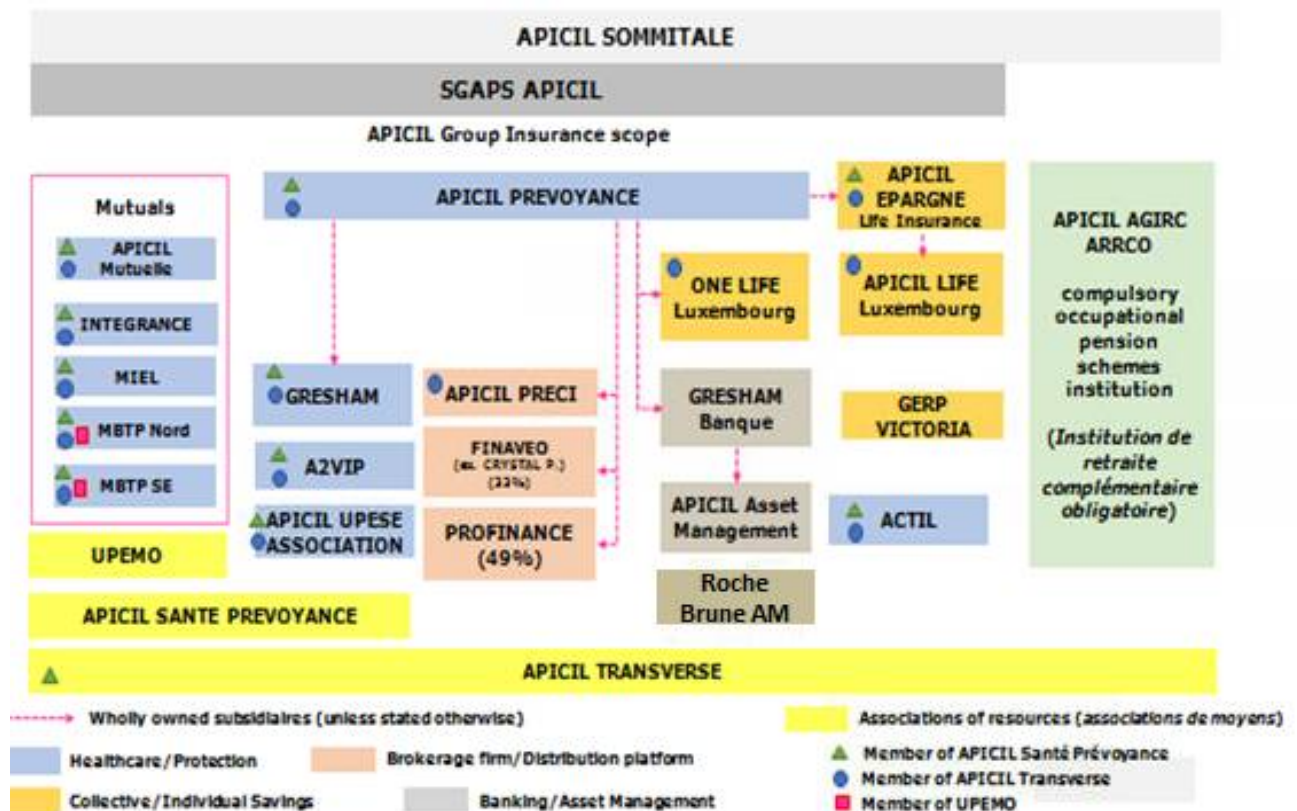 APICIL SOMMITALE
SGAPS APICIL
APICIL Group Insurance scope
Mutuals
APICIL
Mutuelle
INTEGRANCE
MIEL
MBTP Nord
MBTP SE
UPEMO
APICIL SANTE PREVOYANCE
APICIL PREVOYANCE
GRESHAM
A2VIP
APICIL UPESE
ASSOCIATION
APICIL PRECI
FINAVEO
(ex. CRYSTAL P.)
(33%)
PROFINANCE
(49%)
ONE LIFE
Luxembourg
GRESHAM
Banque
APICIL Asset
Management
Roche
Brune AM
APICIL
EPARGNE
Life Insurance
APICIL LIFE
Luxembourg
GERP
VICTORIA
ACTIL
APICIL AGIRC
ARRCO
compulsory
occupational
pension
schemes
institution
(Institution de
retraite
complémentaire
obligatoire)
APICIL TRANSVERSE
Wholly owned subsidiaires (unless stated otherwise)
Healthcare/Protection
Brokerage firm/Distribution platform
Collective/Individual Savings
Banking/Asset Management
Associations of resources (associations de moyens)
Member of APICIL Santé Prévoyance
Member of APICIL Transverse
Member of UPEMO